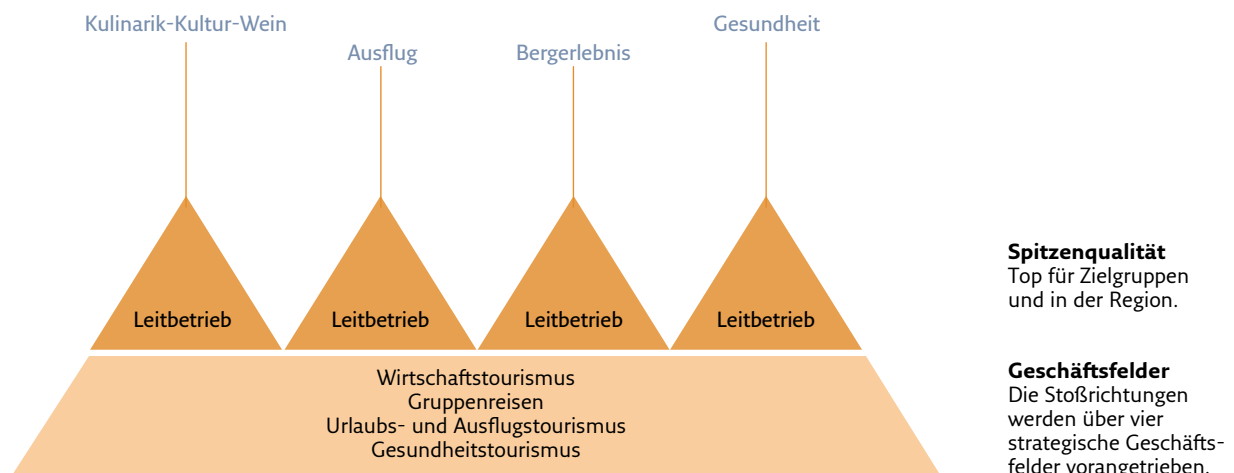 Kulinarik-Kultur-Wein
Ausflug
Bergerlebnis
Gesundheit
Leitbetrieb
Leitbetrieb
Leitbetrieb
Leitbetrieb
Spitzenqualität
Top für Zielgruppen
und in der Region.
Wirtschaftstourismus
Gruppenreisen
Urlaubs- und Ausflugstourismus
Gesundheitstourismus
Geschäftsfelder
Die Stoßrichtungen
werden über vier
strategische Geschäfts-
felder vorangetrieben.